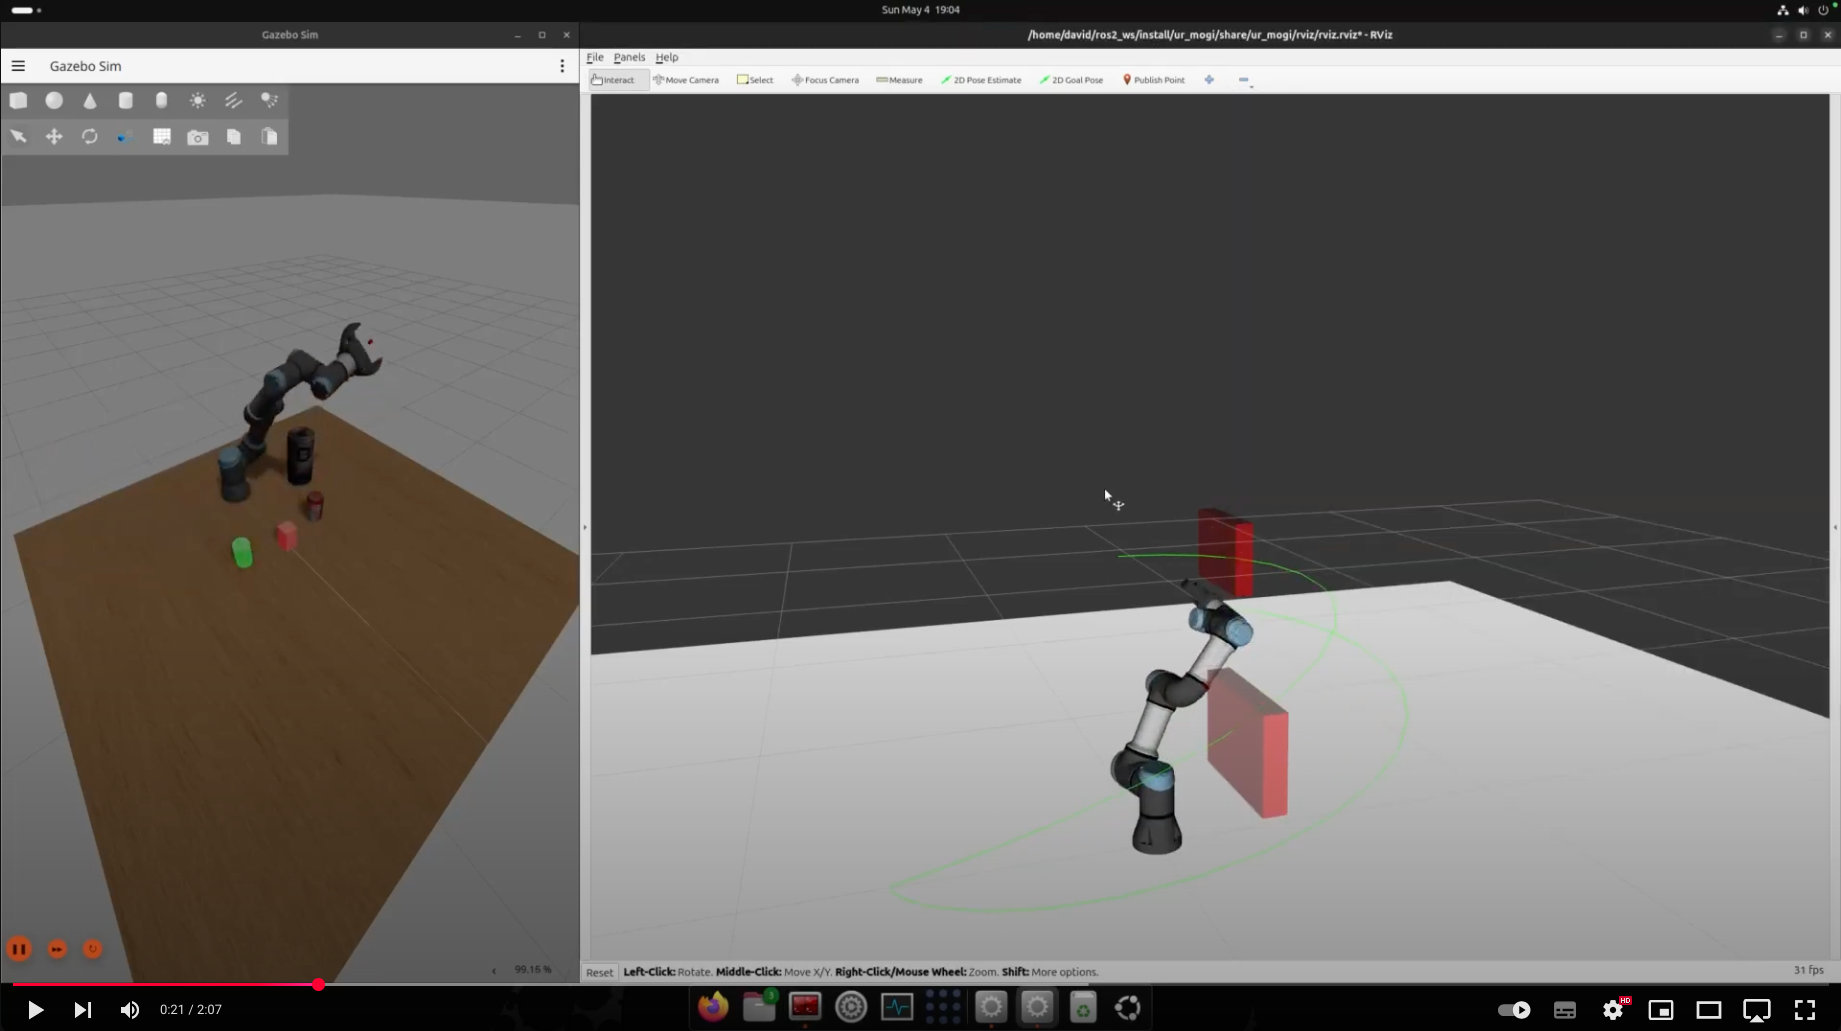 Sun May 4 19:04
Gazebo Sim
/home/david/ros2_ws/install/ur_mogi/share/ur_mogi/rviz/rviz.rviz* - RViz
Gazebo Sim
File Panels Help
Interact Move Camera Select Focus Camera Measure 2D Pose Estimate 2D Goal Pose Publish Point
99.16 %
Reset Left-Click: Rotate. Middle-Click: Move X/Y. Right-Click/Mouse Wheel: Zoom. Shift: More options.
31 fps
3
0:21 / 2:07
HD